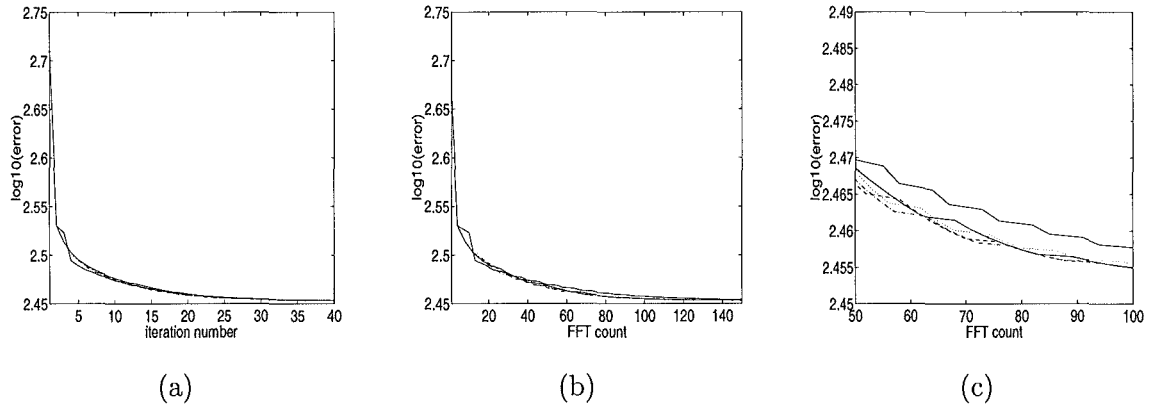 2.75
2.7
2.65
2.6
2.55
2.5
2.45
log10(error)
5 10 15 20 25 30 35 40
iteration number
(a)
2.75
2.7
2.65
2.6
2.55
2.5
2.45
log10(error)
20 40 60 80 100 120 140
FFT count
(b)
2.49
2.485
2.48
2.475
2.47
2.465
2.46
2.455
2.45
log10(error)
50 60 70 80 90 100
FFT count
(c)